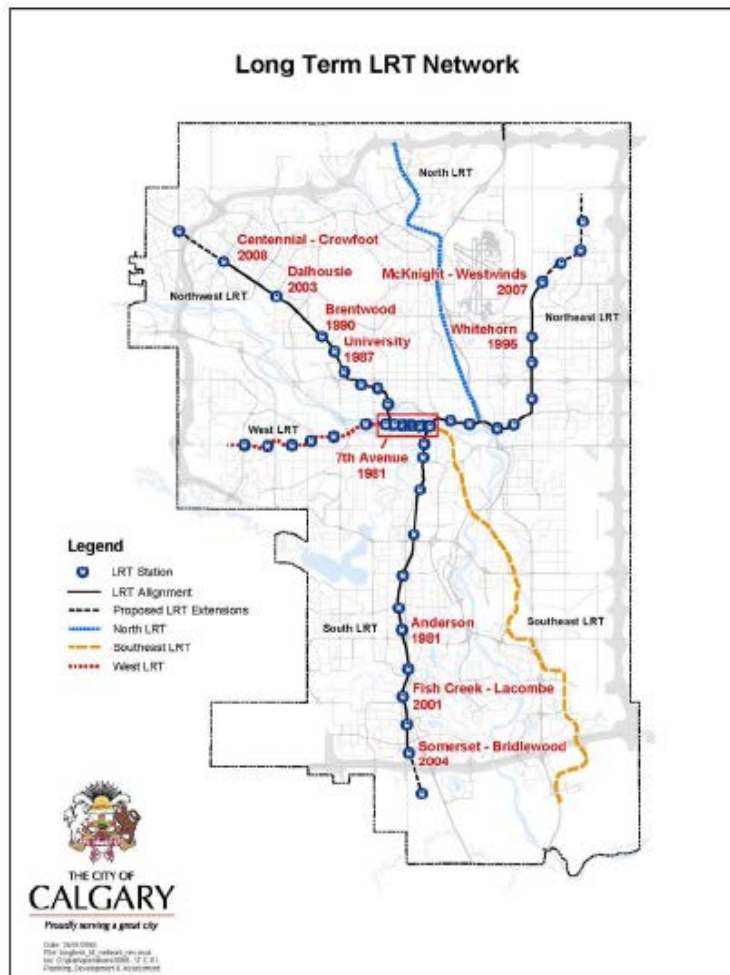 Long Term LRT Network
North LRT
Centennial - Crowfoot
2008
Dalhousie
2003
Northwest LRT
McKnight - Westwinds
2007
Brentwood
1990
Northeast LRT
Whitehorn
1995
University
1987
West LRT
7th Avenue
1981
Legend
LRT Station
LRT Alignment
Proposed LRT Extensions
North LRT
Southeast LRT
West LRT
South LRT
Anderson
1981
Southeast LRT
Fish Creek - Lacombe
2001
Somerset - Bridlewood
2004
THE CITY OF
CALGARY
Proudly serving a great city
Planning, Development & Assessment